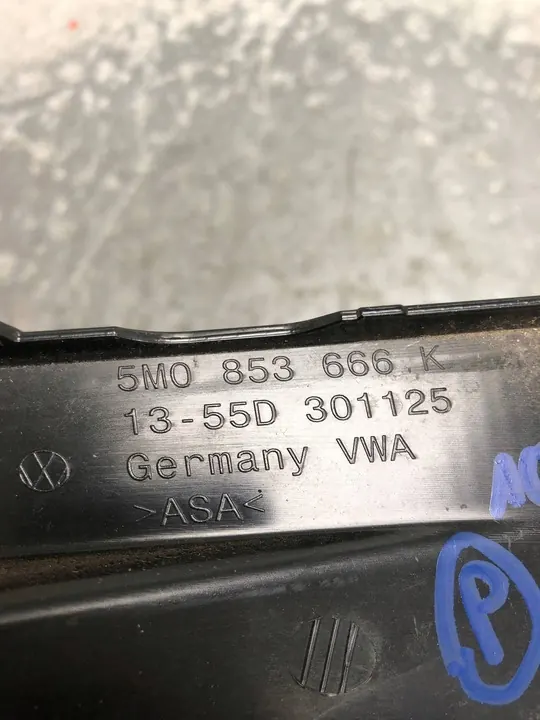 5M0 853 666 K
13-55D 301125
Germany VWA
>ASA<
P